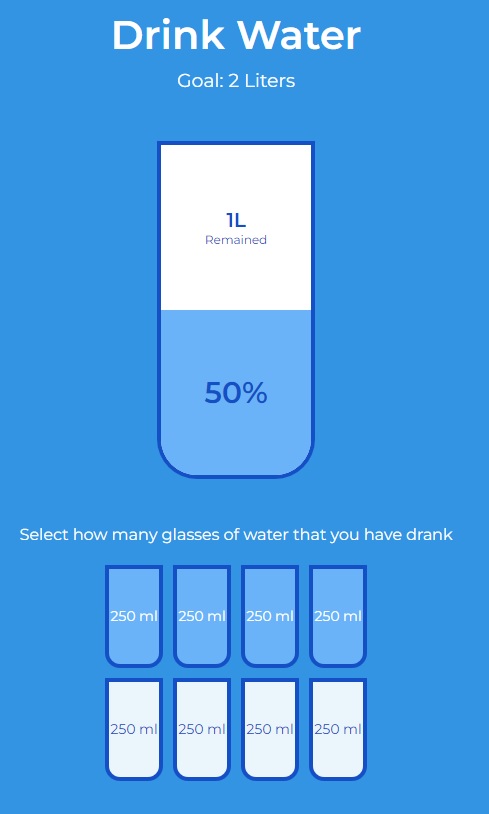 Drink Water
Goal: 2 Liters
1L
Remained
50%
Select how many glasses of water that you have drank
250 ml 250 ml 250 ml 250 ml
250 ml 250 ml 250 ml 250 ml